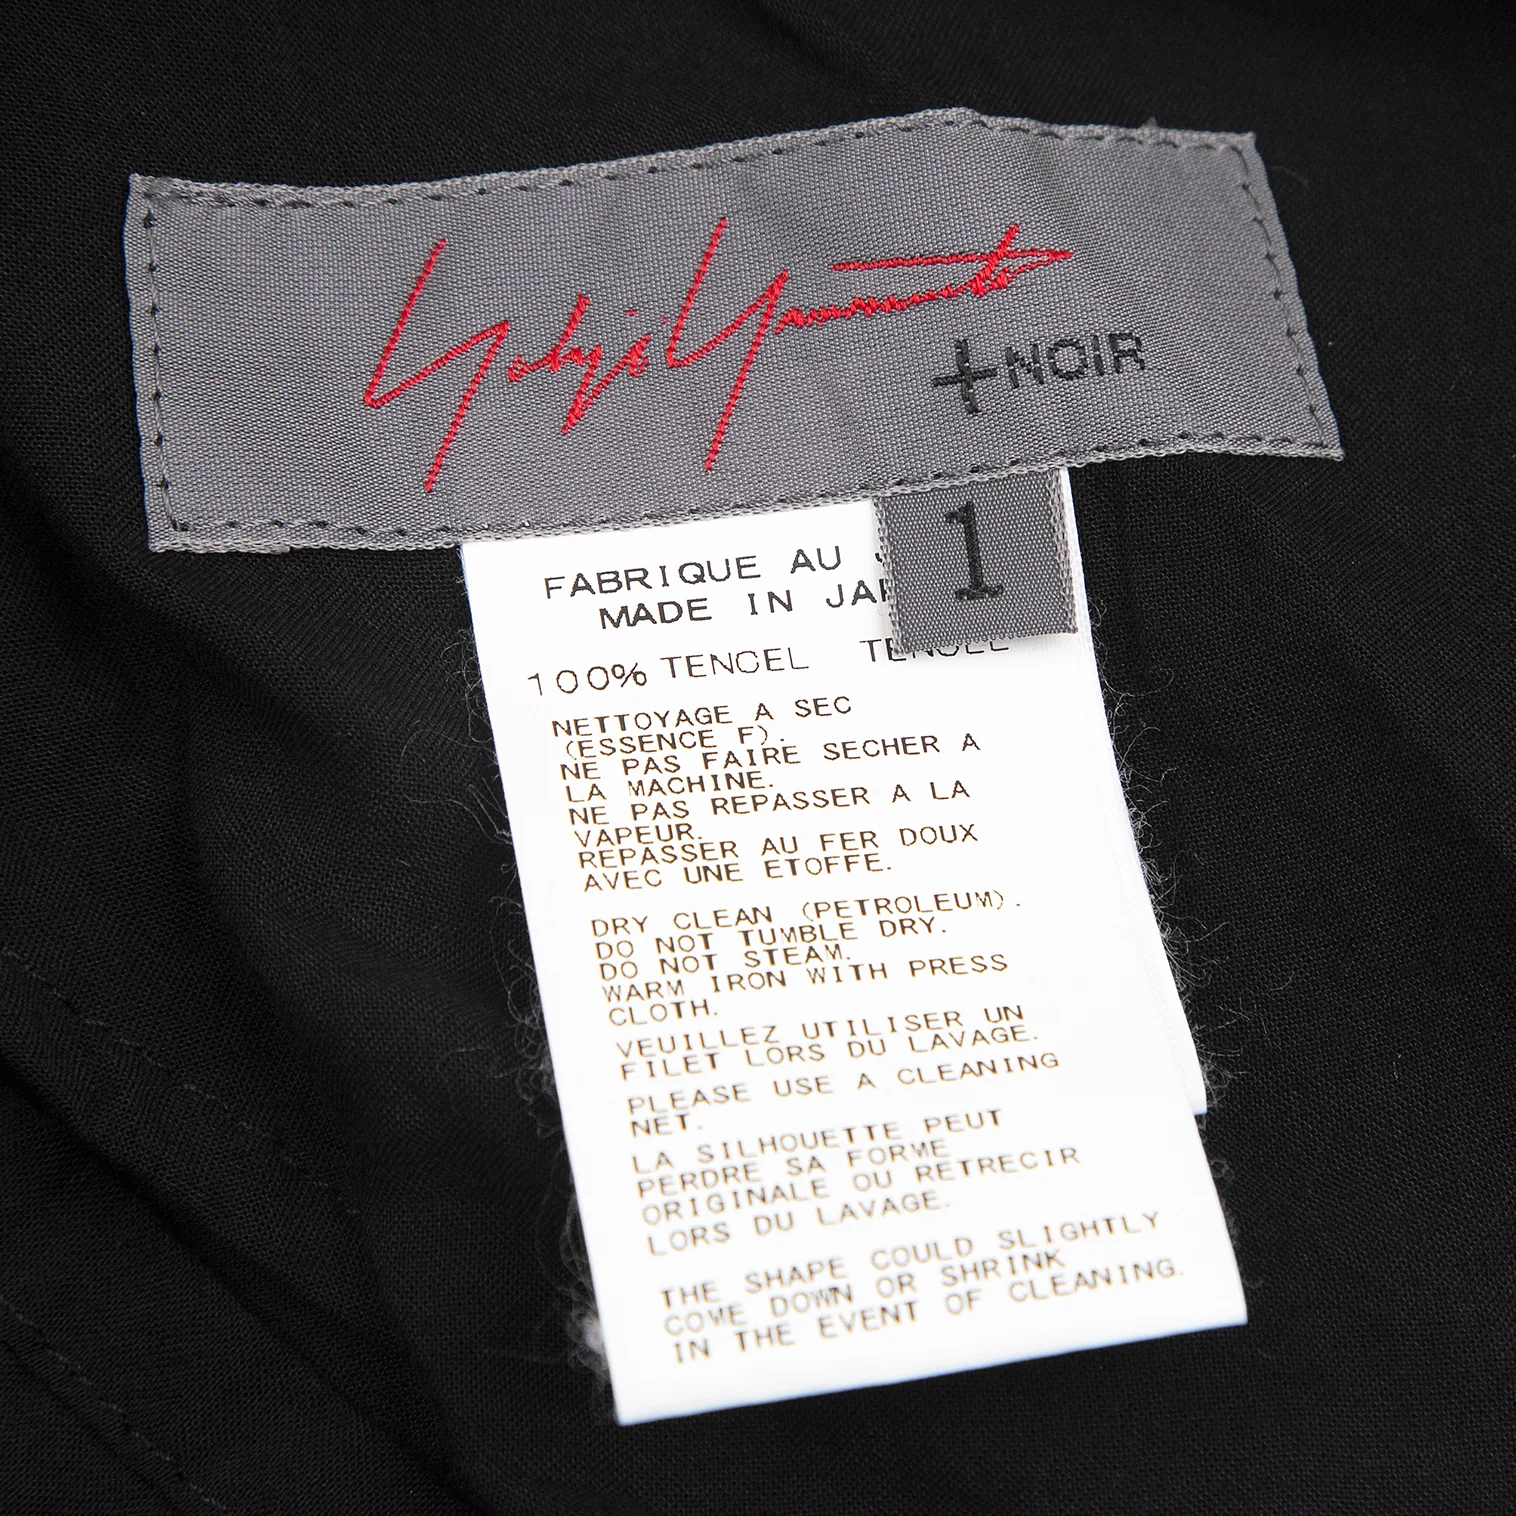 Yohji Yamamoto
+NOIR
1
FABRIQUE AU
MADE IN JAP
100% TENCEL TENCEL
NETTOYAGE A SEC
(ESSENCE F).
NE PAS FAIRE SECHER A
LA MACHINE.
NE PAS REPASSER A LA
VAPEUR.
REPASSER AU FER DOUX
AVEC UNE ETOFFE.
DRY CLEAN (PETROLEUM).
DO NOT TUMBLE DRY.
DO NOT STEAM.
WARM IRON WITH PRESS
CLOTH.
VEUILLEZ UTILISER UN
FILET LORS DU LAVAGE.
PLEASE USE A CLEANING
NET.
LA SILHOUETTE PEUT
PERDRE SA FORME
ORIGINALE OU RETRECIR
LORS DU LAVAGE.
THE SHAPE COULD SLIGHTLY
COME DOWN OR SHRINK
IN THE EVENT OF CLEANING.